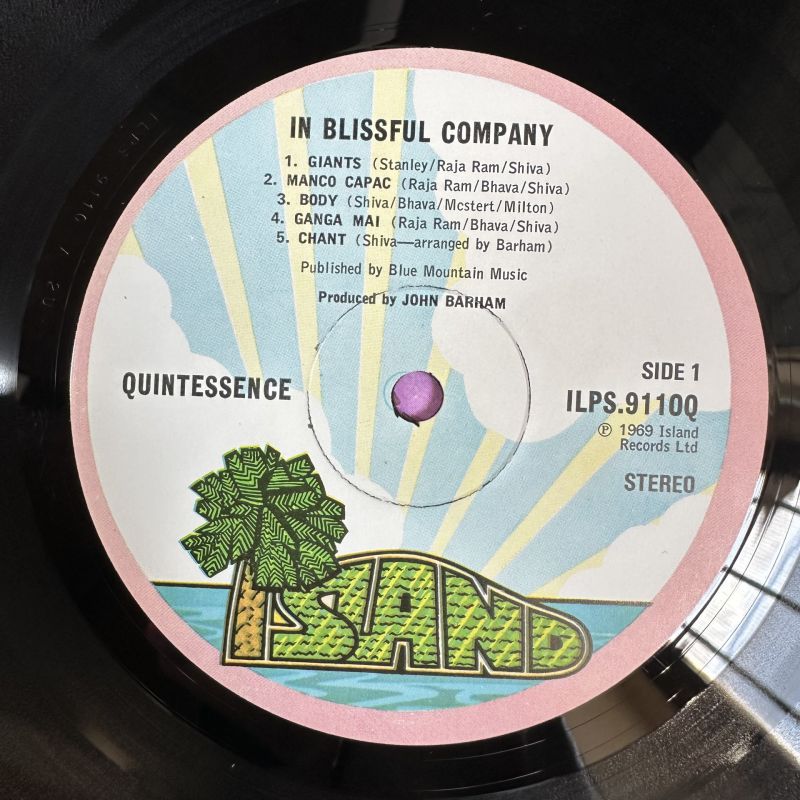 IN BLISSFUL COMPANY
1. GIANTS (Stanley/Raja Ram/Shiva)
2. MANCO CAPAC (Raja Ram/Bhava/Shiva)
3. BODY (Shiva/Bhava/Mcstert/Milton)
4. GANGA MAI (Raja Ram/Bhava/Shiva)
5. CHANT (Shiva—arranged by Barham)
Published by Blue Mountain Music
Produced by JOHN BARHAM
QUINTESSENCE
SIDE 1
ILPS.9110Q
℗ 1969 Island
Records Ltd
STEREO
ISLAND